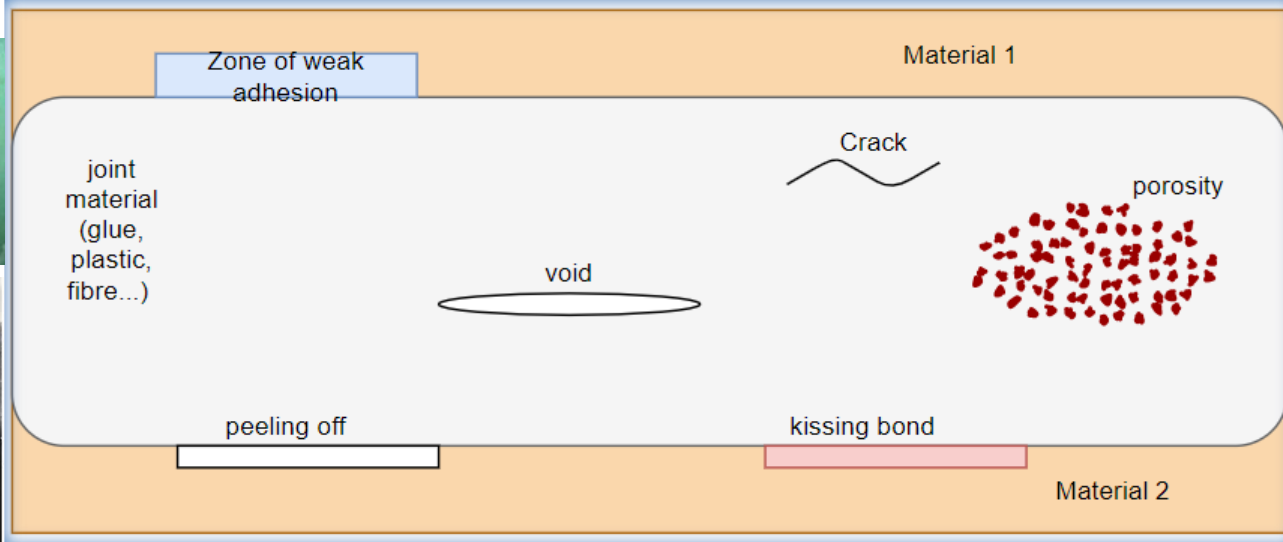 Zone of weak
adhesion
Material 1
Crack
joint
material
(glue,
plastic,
fibre...)
porosity
void
peeling off
kissing bond
Material 2